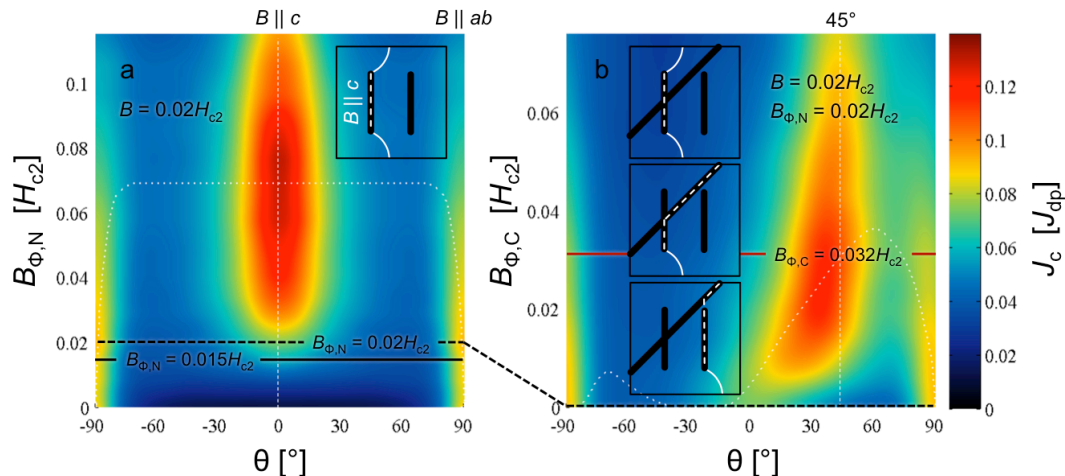 B || c
B || ab
45°
a
B = 0.02H_c2
B || c
b
B = 0.02H_c2
B_Φ,N = 0.02H_c2
B_Φ,N [H_c2]
0.1
0.08
0.06
0.04
0.02
0
B_Φ,N = 0.02H_c2
B_Φ,N = 0.015H_c2
-90
-60
-30
0
30
60
90
θ [°]
B_Φ,C [H_c2]
0.06
0.04
0.02
0
B_Φ,C = 0.032H_c2
-90
-60
-30
0
30
60
90
θ [°]
0.12
0.1
0.08
0.06
0.04
0.02
0
J_c [J_dp]